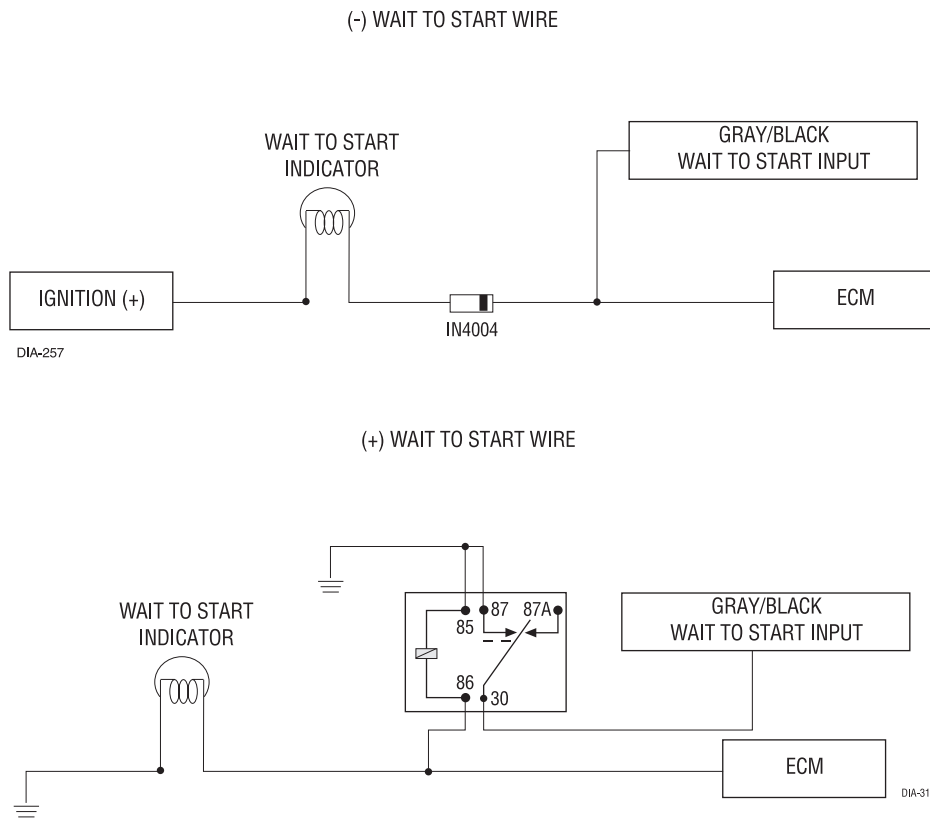 (-) WAIT TO START WIRE
WAIT TO START
INDICATOR
GRAY/BLACK
WAIT TO START INPUT
IGNITION (+)
IN4004
ECM
DIA-257
(+) WAIT TO START WIRE
WAIT TO START
INDICATOR
87
87A
85
86
30
GRAY/BLACK
WAIT TO START INPUT
ECM
DIA-31